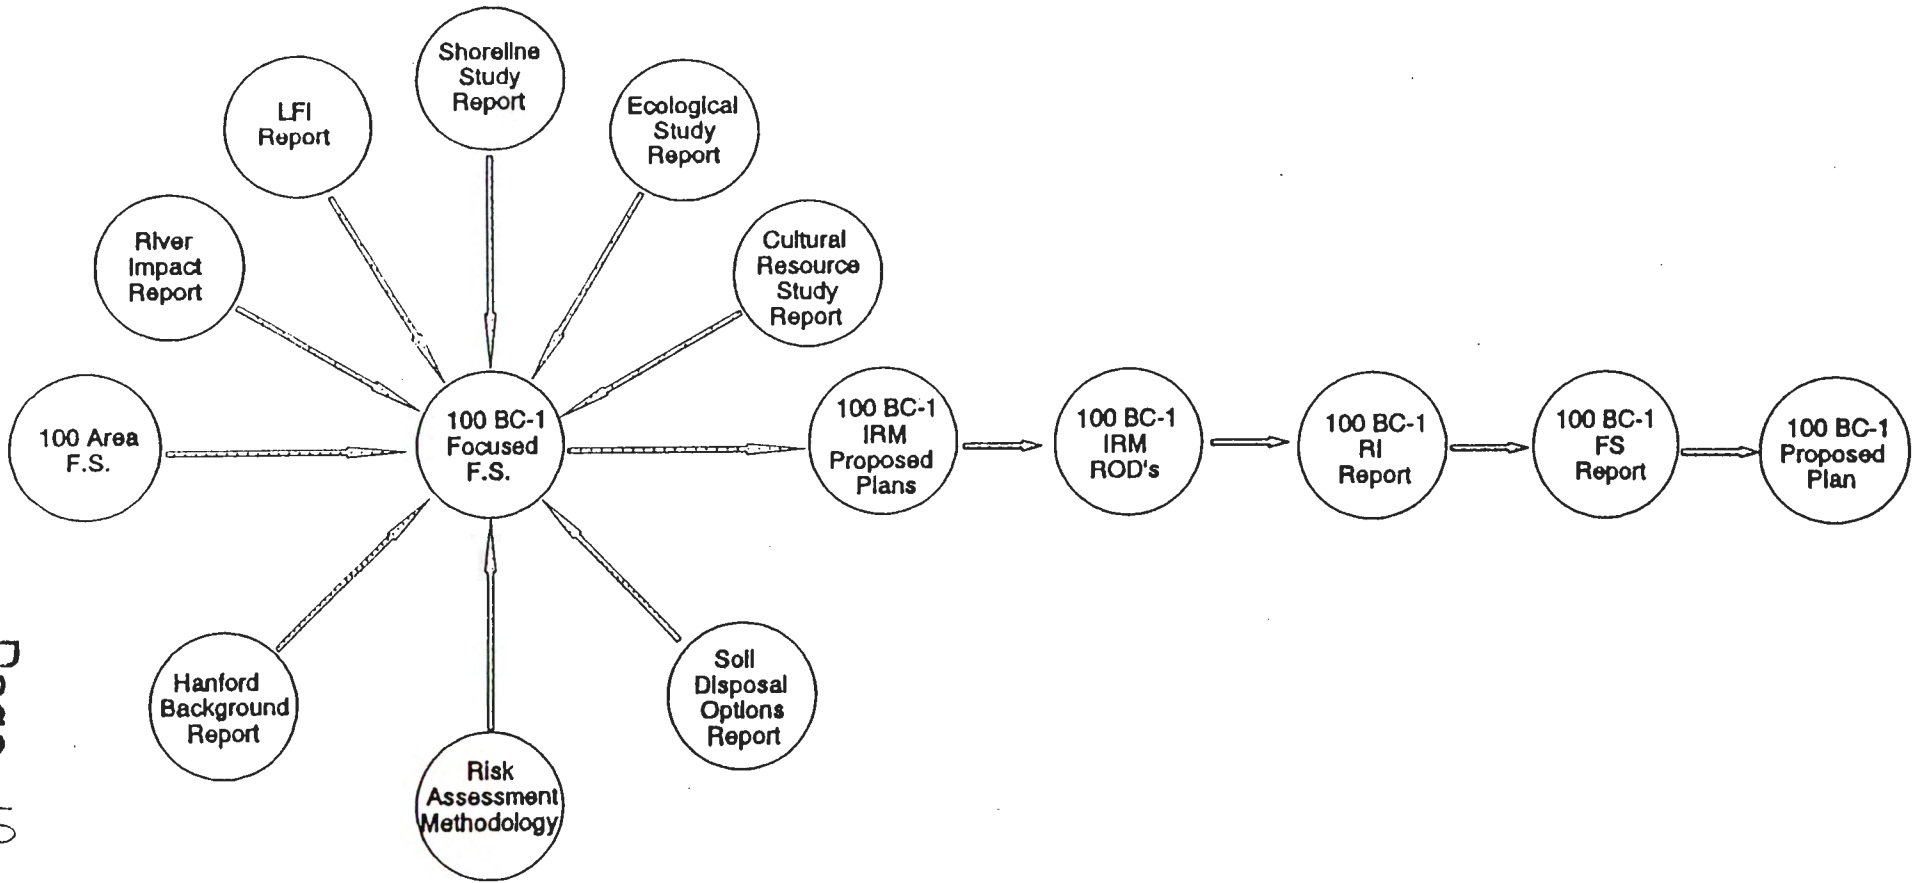 Shoreline
Study
Report
LFI
Report
Ecological
Study
Report
River
Impact
Report
Cultural
Resource
Study
Report
100 Area
F.S.
100 BC-1
Focused
F.S.
100 BC-1
IRM
Proposed
Plans
100 BC-1
IRM
ROD's
100 BC-1
RI
Report
100 BC-1
FS
Report
100 BC-1
Proposed
Plan
Hanford
Background
Report
Risk
Assessment
Methodology
Soil
Disposal
Options
Report